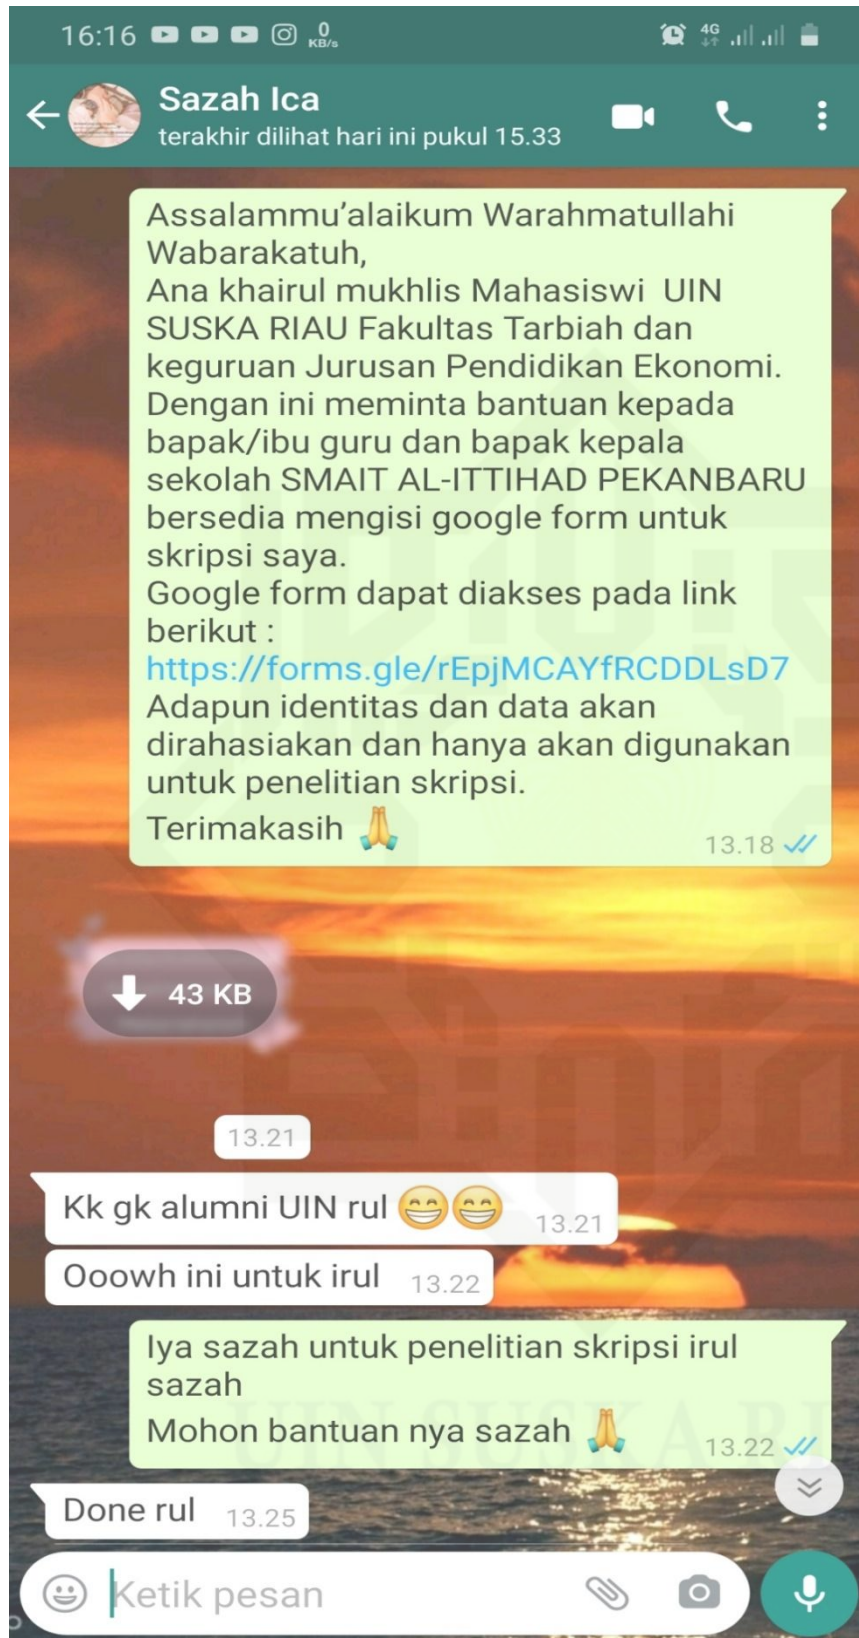 16:16 0 KB/s 4G
Sazah Ica
terakhir dilihat hari ini pukul 15.33
Assalammu'alaikum Warahmatullahi
Wabarakatuh,
Ana khairul mukhlis Mahasiswi UIN
SUSKA RIAU Fakultas Tarbiah dan
keguruan Jurusan Pendidikan Ekonomi.
Dengan ini meminta bantuan kepada
bapak/ibu guru dan bapak kepala
sekolah SMAIT AL-ITTIHAD PEKANBARU
bersedia mengisi google form untuk
skripsi saya.
Google form dapat diakses pada link
berikut :
https://forms.gle/rEpjMCAYfRCDDLsD7
Adapun identitas dan data akan
dirahasiakan dan hanya akan digunakan
untuk penelitian skripsi.
Terimakasih 🙏 13.18
43 KB
13.21
Kk gk alumni UIN rul 😁😁 13.21
Ooowh ini untuk irul 13.22
Iya sazah untuk penelitian skripsi irul
sazah
Mohon bantuan nya sazah 🙏 13.22
UIN SUSKA RI
Done rul 13.25
Ketik pesan